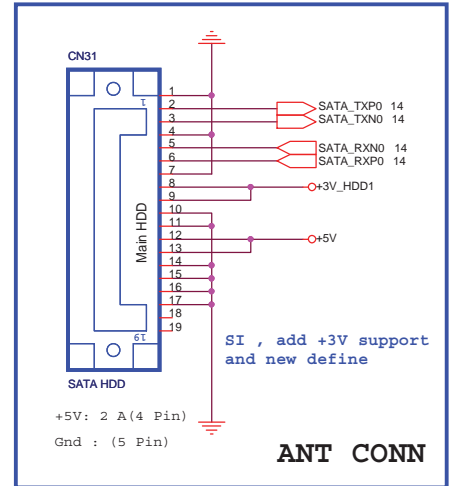 CN31
1
1
2
SATA_TXP0 14
3
SATA_TXN0 14
4
5
SATA_RXN0 14
6
SATA_RXP0 14
7
8
+3V_HDD1
9
10
11
Main HDD
12
+5V
13
14
15
16
17
18
19
19
SI , add +3V support
and new define
SATA HDD
+5V: 2 A(4 Pin)
Gnd : (5 Pin)
ANT CONN